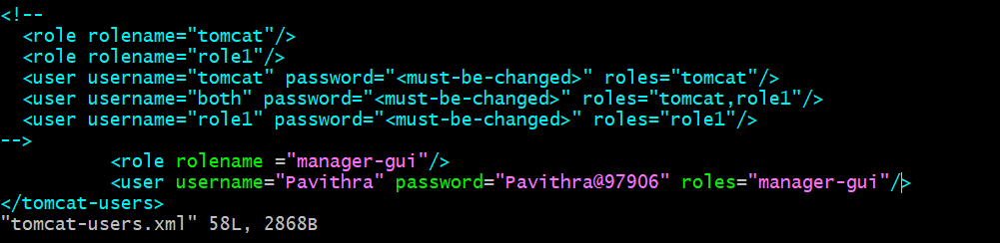 <!--
  <role rolename="tomcat"/>
  <role rolename="role1"/>
  <user username="tomcat" password="<must-be-changed>" roles="tomcat"/>
  <user username="both" password="<must-be-changed>" roles="tomcat,role1"/>
  <user username="role1" password="<must-be-changed>" roles="role1"/>
-->
          <role rolename ="manager-gui"/>
          <user username="Pavithra" password="Pavithra@97906" roles="manager-gui"/>
</tomcat-users>
"tomcat-users.xml" 58L, 2868B